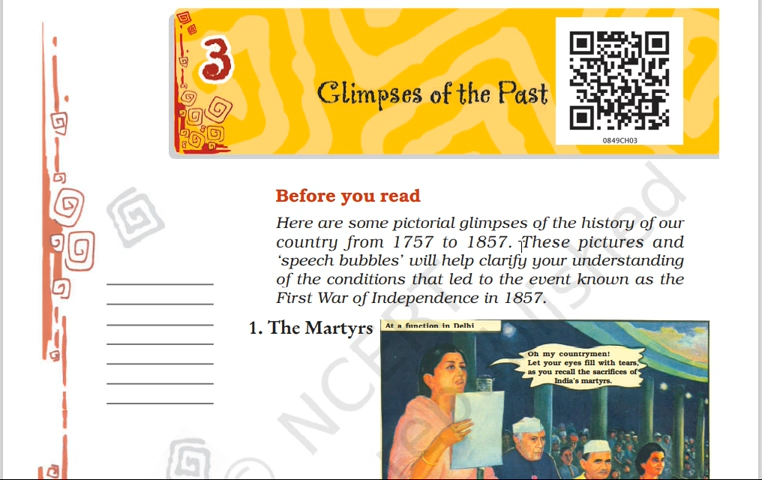 3
Glimpses of the Past
0849CH03
Before you read
Here are some pictorial glimpses of the history of our
country from 1757 to 1857. These pictures and
‘speech bubbles’ will help clarify your understanding
of the conditions that led to the event known as the
First War of Independence in 1857.
1. The Martyrs
At a function in Delhi
Oh my countrymen!
Let your eyes fill with tears,
as you recall the sacrifices of
India's martyrs.
© NCERT
published